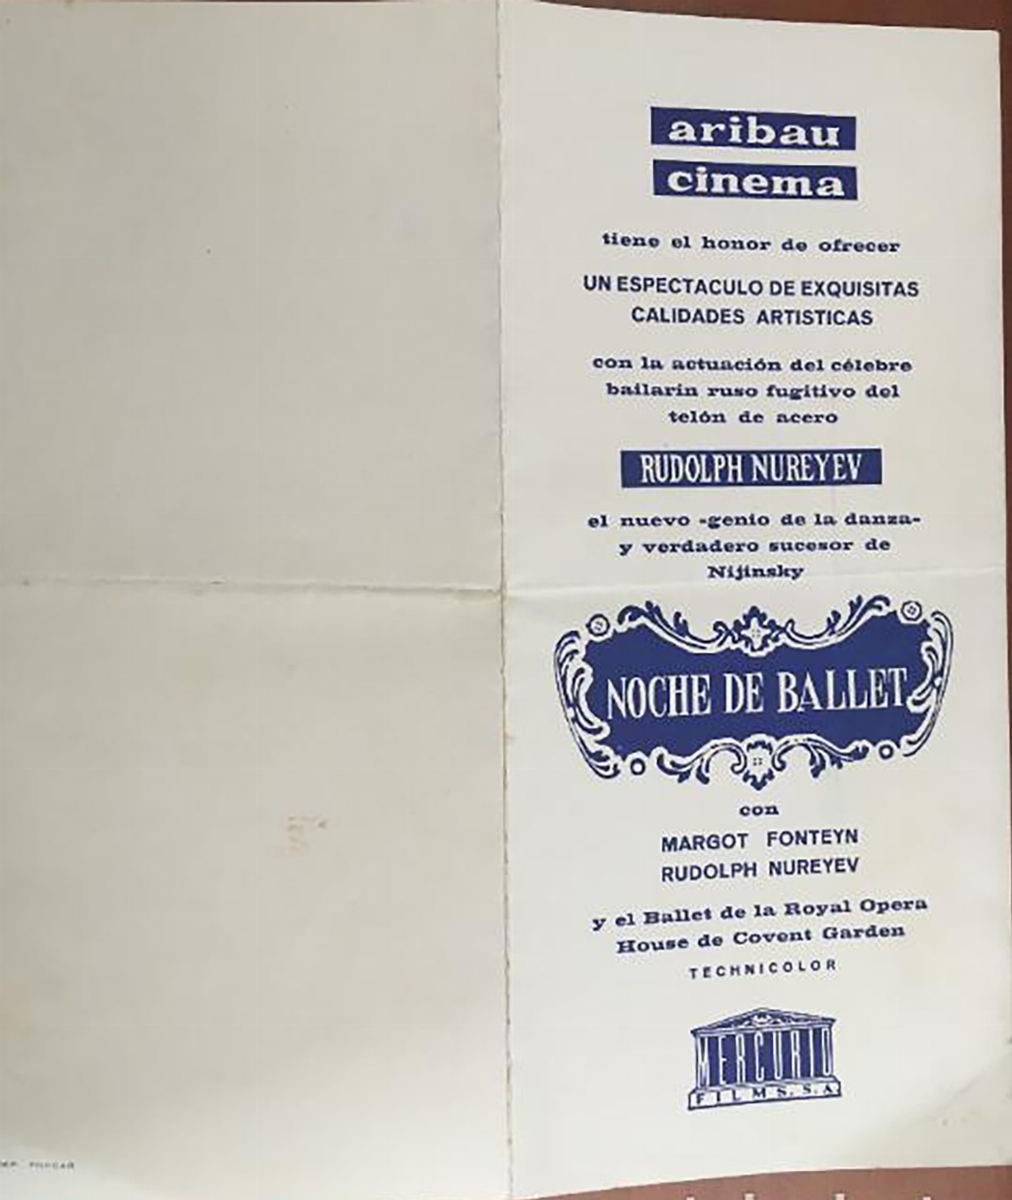 aribau
cinema
tiene el honor de ofrecer
UN ESPECTACULO DE EXQUISITAS
CALIDADES ARTISTICAS
con la actuación del célebre
bailarin ruso fugitivo del
telón de acero
RUDOLPH NUREYEV
el nuevo -genio de la danza-
y verdadero sucesor de
Nijinsky
NOCHE DE BALLET
con
MARGOT FONTEYN
RUDOLPH NUREYEV
y el Ballet de la Royal Opera
House de Covent Garden
TECHNICOLOR
MERCURIO
FILMS. S.A.